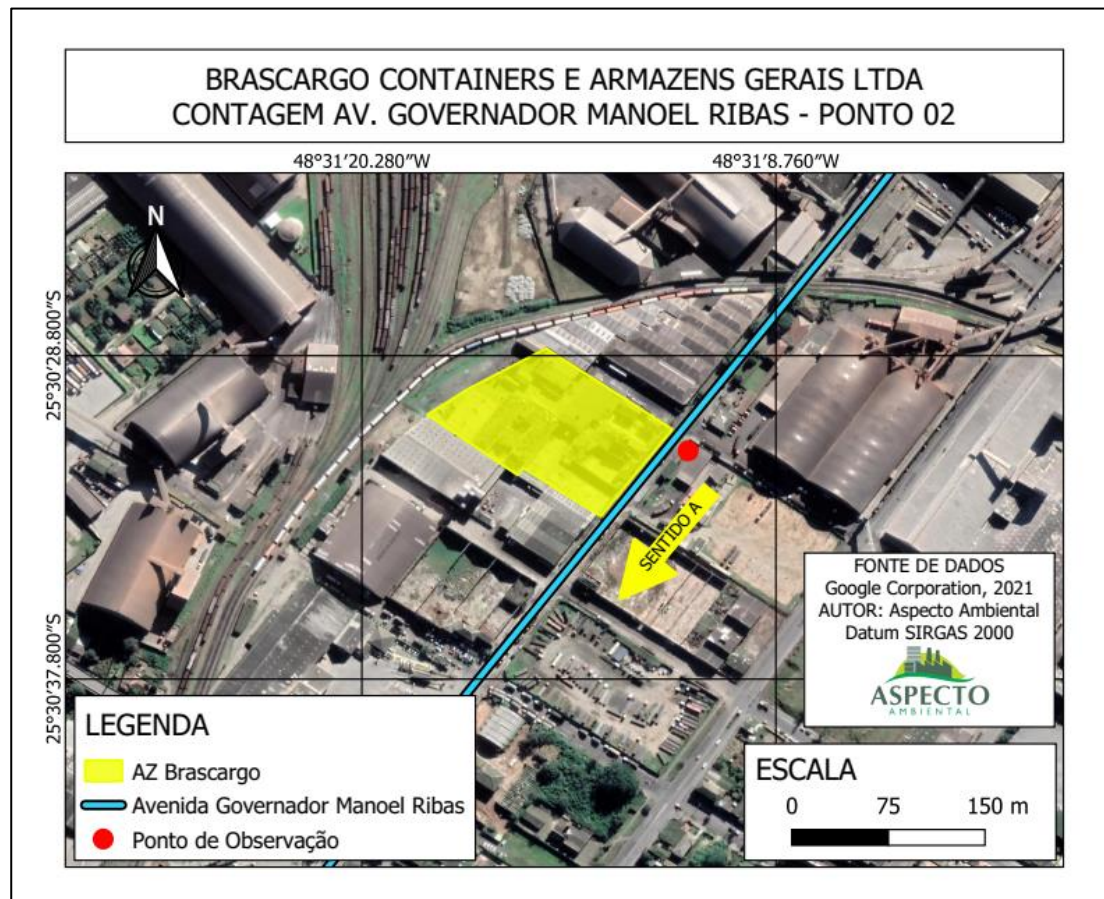 BRASCARGO CONTAINERS E ARMAZENS GERAIS LTDA
CONTAGEM AV. GOVERNADOR MANOEL RIBAS - PONTO 02
48°31′20.280″W
48°31′8.760″W
N
25°30′28.800″S
SENTIDO A
25°30′37.800″S
FONTE DE DADOS
Google Corporation, 2021
AUTOR: Aspecto Ambiental
Datum SIRGAS 2000
ASPECTO
AMBIENTAL
LEGENDA
AZ Brascargo
Avenida Governador Manoel Ribas
Ponto de Observação
ESCALA
0 75 150 m